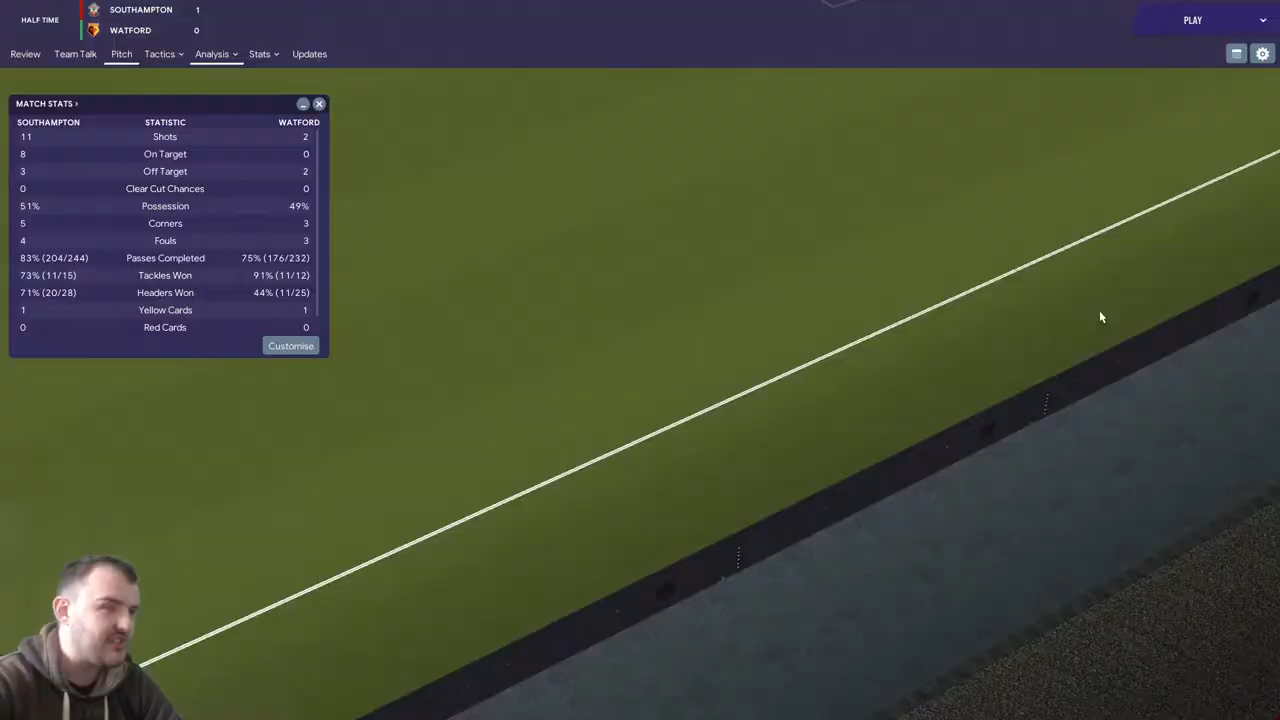 HALF TIME
SOUTHAMPTON 1
WATFORD 0
PLAY
Review Team Talk Pitch Tactics Analysis Stats Updates
MATCH STATS
SOUTHAMPTON STATISTIC WATFORD
11 Shots 2
8 On Target 0
3 Off Target 2
0 Clear Cut Chances 0
51% Possession 49%
5 Corners 3
4 Fouls 3
83% (204/244) Passes Completed 75% (176/232)
73% (11/15) Tackles Won 91% (11/12)
71% (20/28) Headers Won 44% (11/25)
1 Yellow Cards 1
0 Red Cards 0
Customise